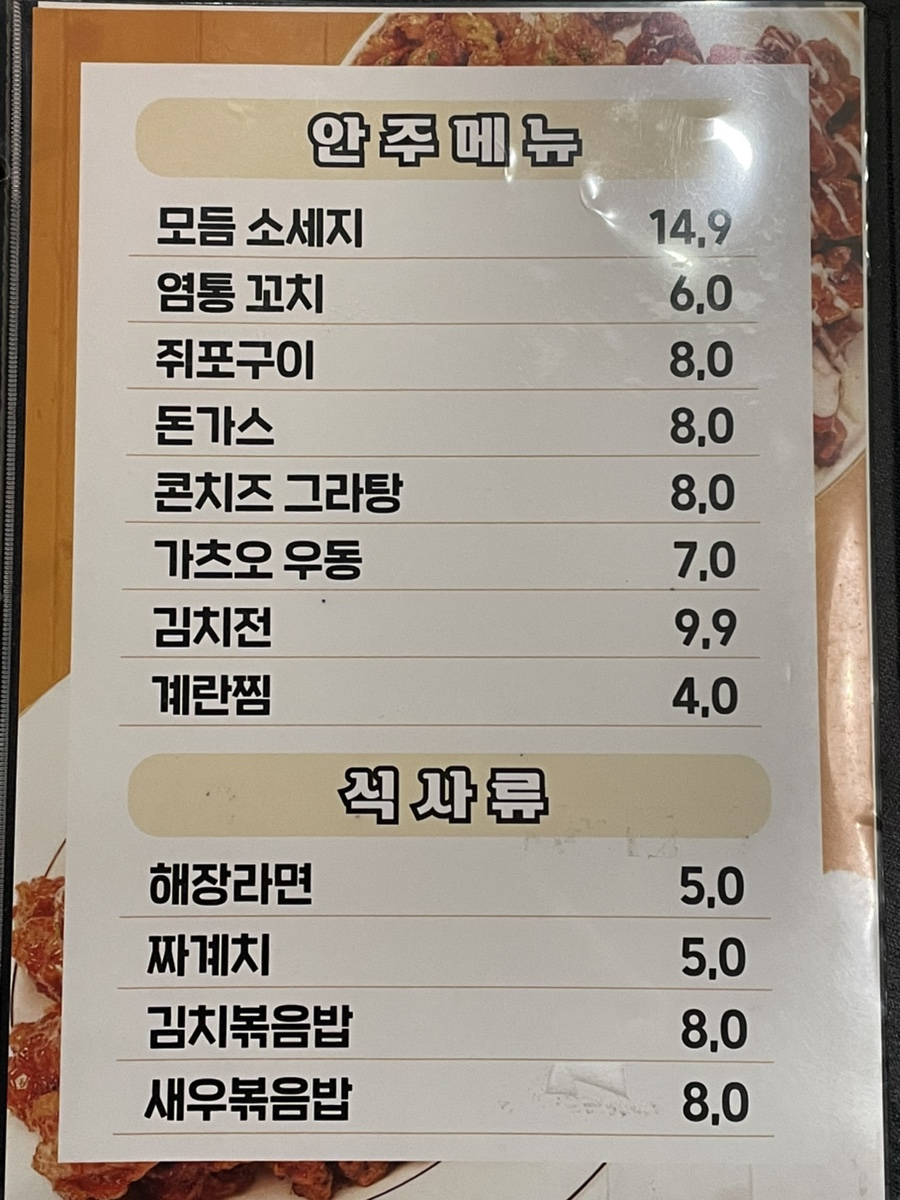 안주메뉴
모듬 소세지 14,9
염통 꼬치 6,0
쥐포구이 8,0
돈가스 8,0
콘치즈 그라탕 8,0
가츠오 우동 7,0
김치전 9,9
계란찜 4,0
식사류
해장라면 5,0
짜계치 5,0
김치볶음밥 8,0
새우볶음밥 8,0